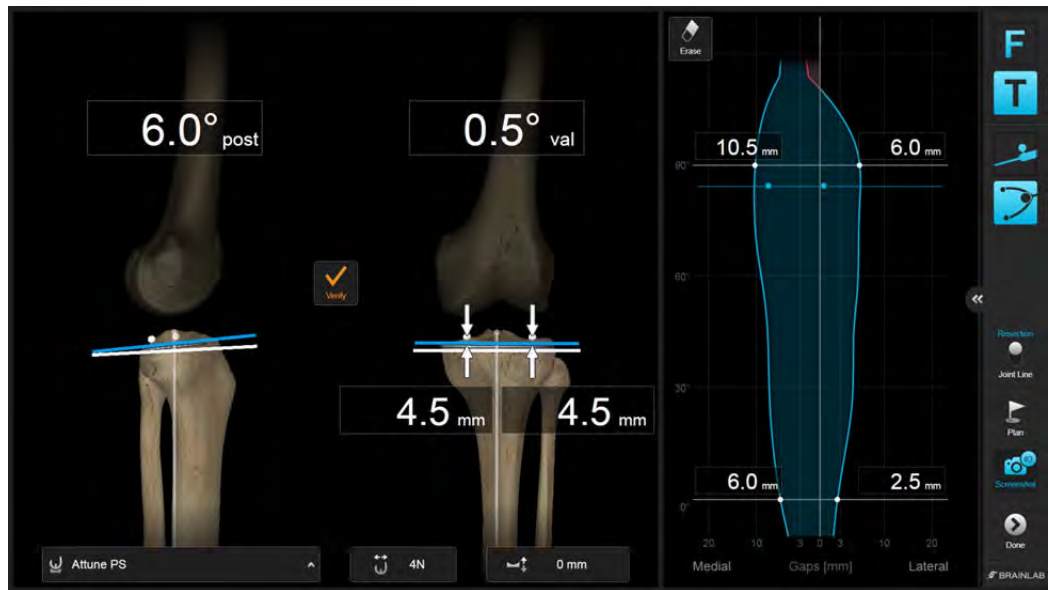 6.0° post
0.5° val
Verify
4.5 mm
4.5 mm
Attune PS
4N
0 mm
Erase
10.5 mm
6.0 mm
90°
60°
30°
6.0 mm
2.5 mm
0°
20 10 3 0 3 10 20
Medial Gaps [mm] Lateral
F
T
Resection
Joint Line
Plan
Screenshot
Done
BRAINLAB